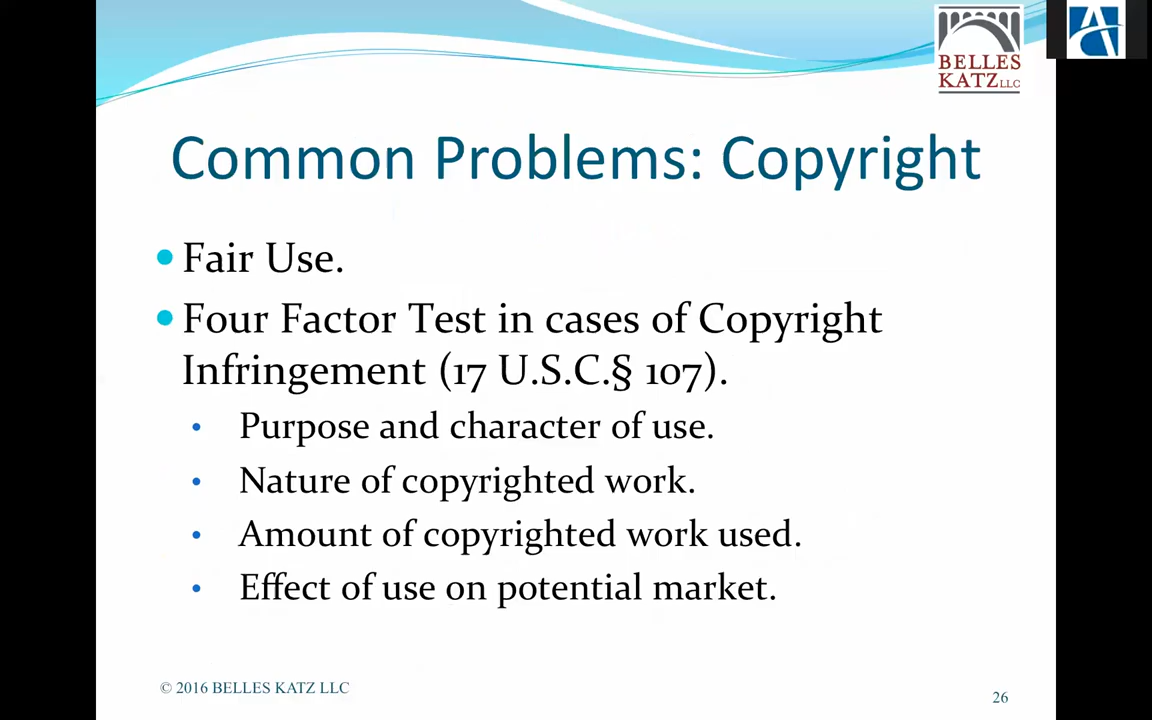 BELLES
KATZ LLC
Common Problems: Copyright
• Fair Use.
• Four Factor Test in cases of Copyright
Infringement (17 U.S.C.§ 107).
• Purpose and character of use.
• Nature of copyrighted work.
• Amount of copyrighted work used.
• Effect of use on potential market.
© 2016 BELLES KATZ LLC
26